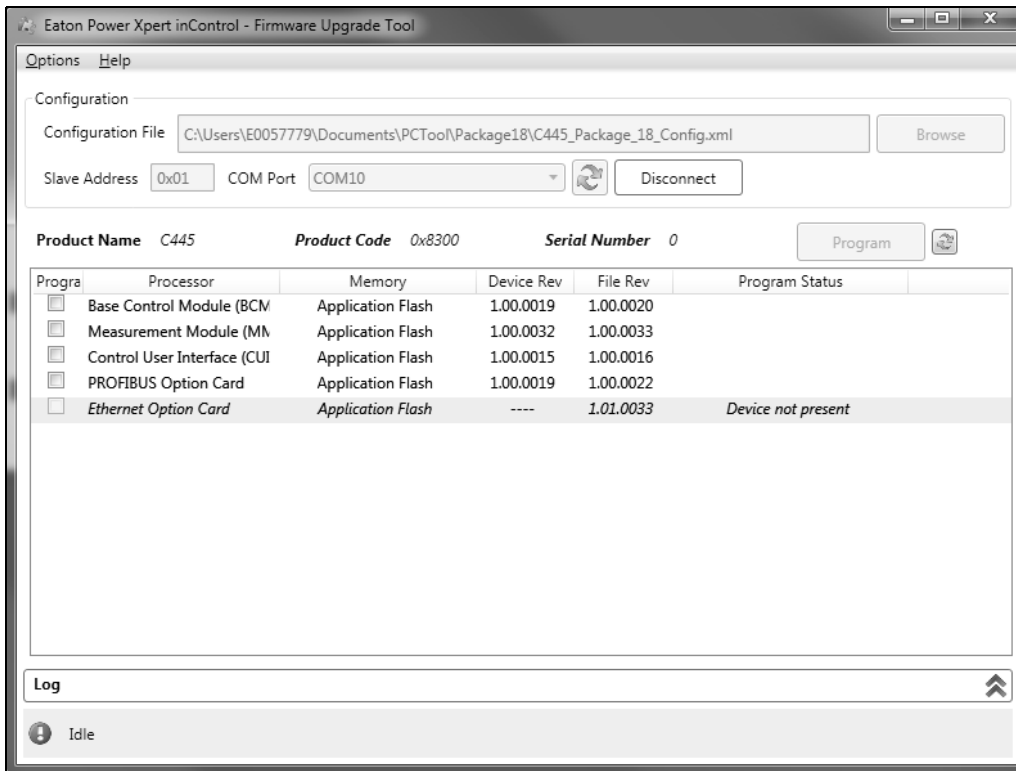 Eaton Power Xpert inControl - Firmware Upgrade Tool
Options Help
Configuration
Configuration File C:\Users\E0057779\Documents\PCTool\Package18\C445_Package_18_Config.xml Browse
Slave Address 0x01 COM Port COM10 Disconnect
Product Name C445 Product Code 0x8300 Serial Number 0 Program
Progra Processor Memory Device Rev File Rev Program Status
Base Control Module (BCM Application Flash 1.00.0019 1.00.0020
Measurement Module (MM Application Flash 1.00.0032 1.00.0033
Control User Interface (CUI Application Flash 1.00.0015 1.00.0016
PROFIBUS Option Card Application Flash 1.00.0019 1.00.0022
Ethernet Option Card Application Flash ---- 1.01.0033 Device not present
Log
Idle